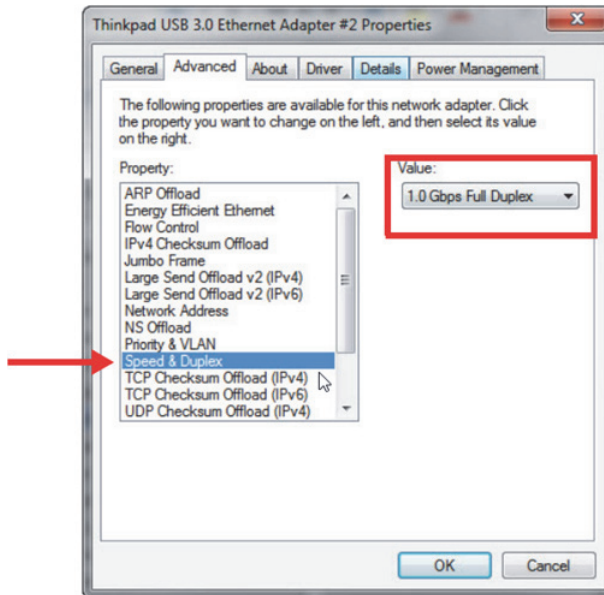 Thinkpad USB 3.0 Ethernet Adapter #2 Properties
General Advanced About Driver Details Power Management
The following properties are available for this network adapter. Click
the property you want to change on the left, and then select its value
on the right.
Property:
Value:
ARP Offload
1.0 Gbps Full Duplex
Energy Efficient Ethernet
Flow Control
IPv4 Checksum Offload
Jumbo Frame
Large Send Offload v2 (IPv4)
Large Send Offload v2 (IPv6)
Network Address
NS Offload
Priority & VLAN
Speed & Duplex
TCP Checksum Offload (IPv4)
TCP Checksum Offload (IPv6)
UDP Checksum Offload (IPv4)
OK
Cancel